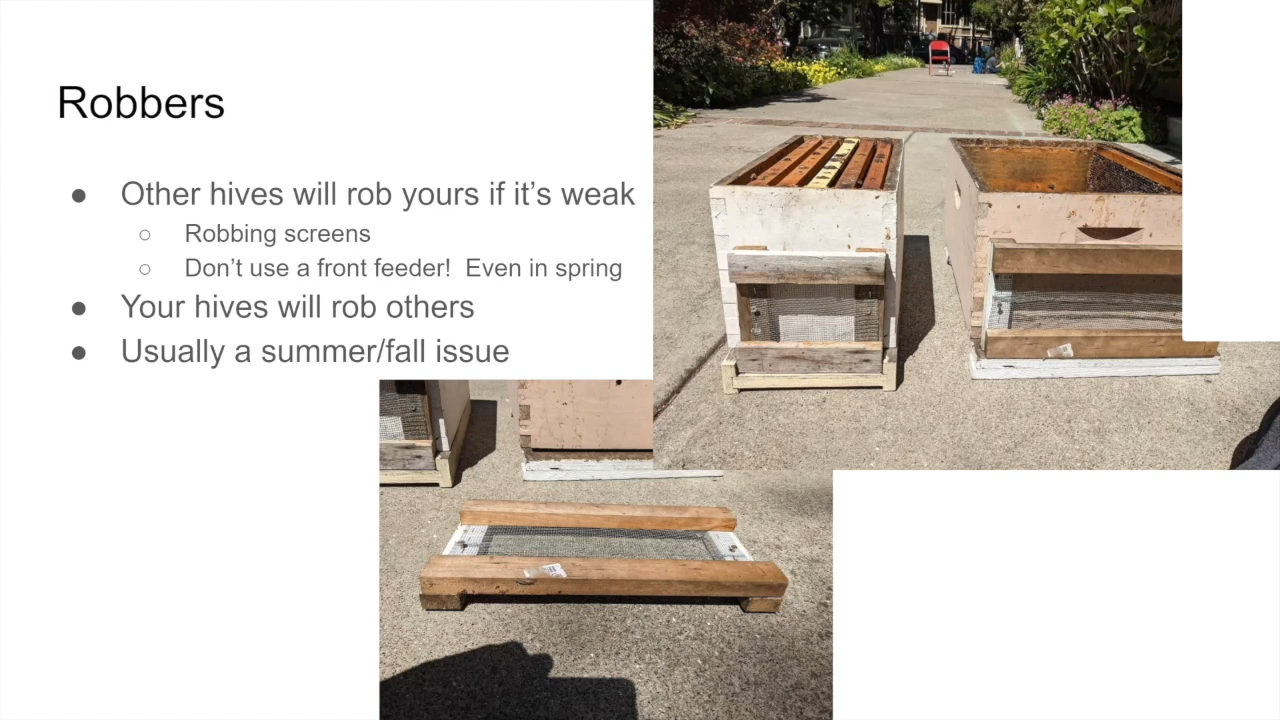 Robbers
● Other hives will rob yours if it's weak
○ Robbing screens
○ Don't use a front feeder!  Even in spring
● Your hives will rob others
● Usually a summer/fall issue